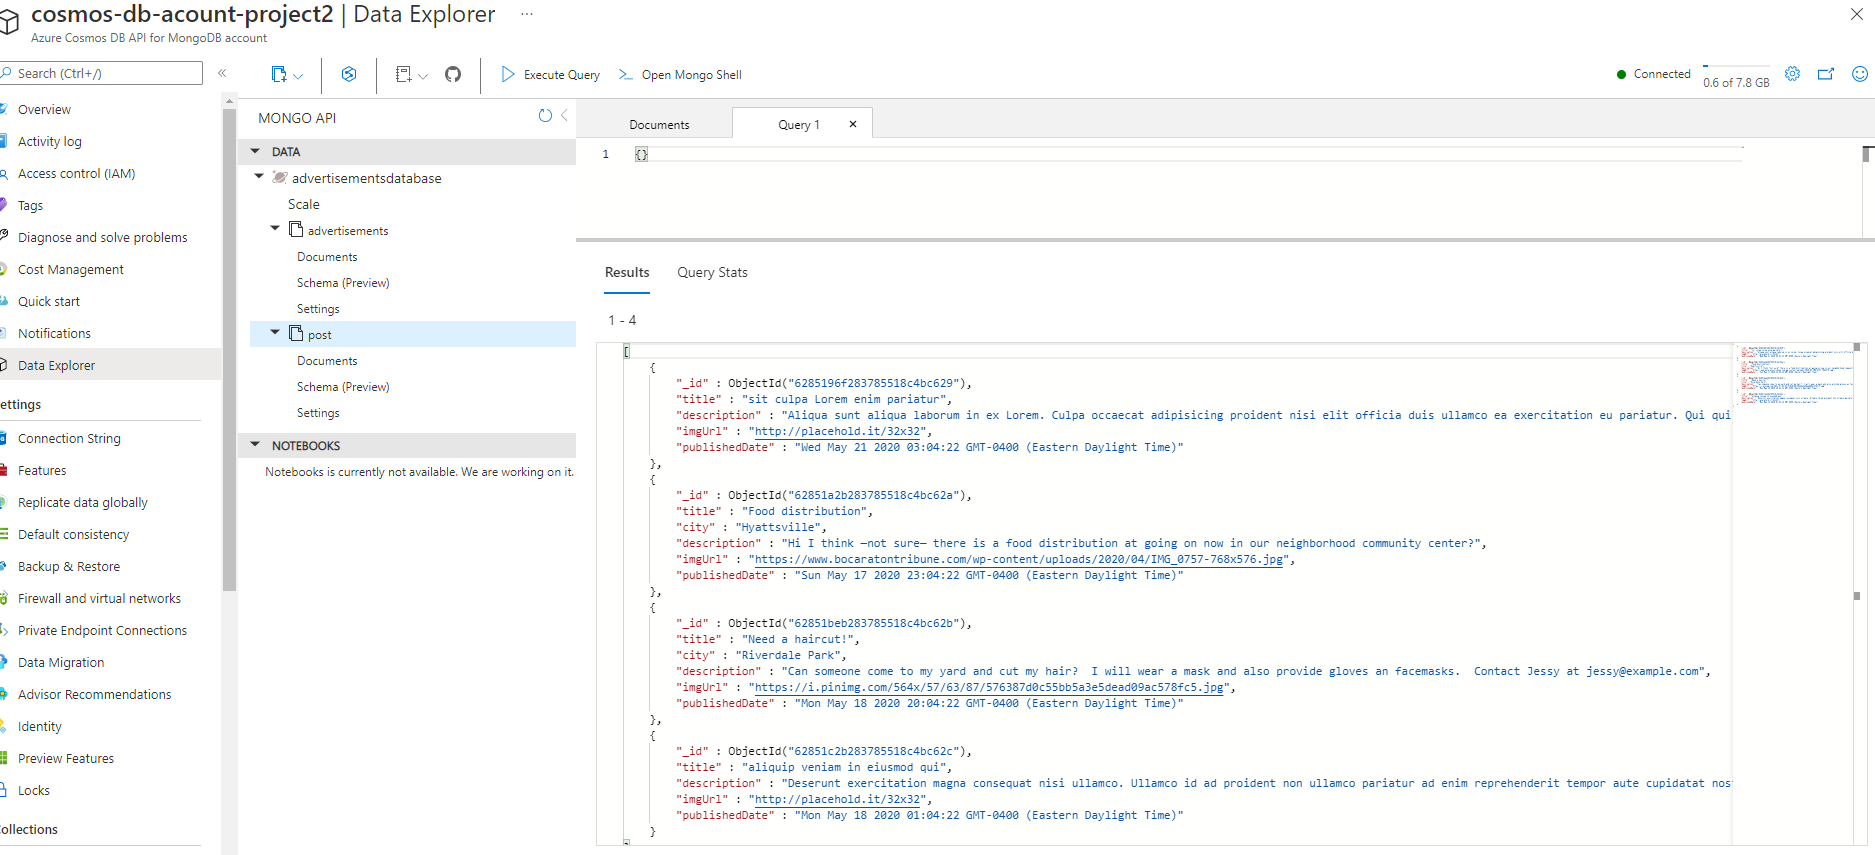 cosmos-db-acount-project2 | Data Explorer ...
Azure Cosmos DB API for MongoDB account
Search (Ctrl+/)
«
Overview
Activity log
Access control (IAM)
Tags
Diagnose and solve problems
Cost Management
Quick start
Notifications
Data Explorer
ettings
Connection String
Features
Replicate data globally
Default consistency
Backup & Restore
Firewall and virtual networks
Private Endpoint Connections
Data Migration
Advisor Recommendations
Identity
Preview Features
Locks
ollections
Execute Query
Open Mongo Shell
Connected
0.6 of 7.8 GB
MONGO API
DATA
advertisementsdatabase
Scale
advertisements
Documents
Schema (Preview)
Settings
post
Documents
Schema (Preview)
Settings
NOTEBOOKS
Notebooks is currently not available. We are working on it.
Documents
Query 1
1 {}
Results Query Stats
1 - 4
[
{
"_id" : ObjectId("6285196f283785518c4bc629"),
"title" : "sit culpa Lorem enim pariatur",
"description" : "Aliqua sunt aliqua laborum in ex Lorem. Culpa occaecat adipisicing proident nisi elit officia duis ullamco ea exercitation eu pariatur. Qui qui
"imgUrl" : "http://placehold.it/32x32",
"publishedDate" : "Wed May 21 2020 03:04:22 GMT-0400 (Eastern Daylight Time)"
},
{
"_id" : ObjectId("62851a2b283785518c4bc62a"),
"title" : "Food distribution",
"city" : "Hyattsville",
"description" : "Hi I think —not sure— there is a food distribution at going on now in our neighborhood community center?",
"imgUrl" : "https://www.bocaratontribune.com/wp-content/uploads/2020/04/IMG_0757-768x576.jpg",
"publishedDate" : "Sun May 17 2020 23:04:22 GMT-0400 (Eastern Daylight Time)"
},
{
"_id" : ObjectId("62851beb283785518c4bc62b"),
"title" : "Need a haircut!",
"city" : "Riverdale Park",
"description" : "Can someone come to my yard and cut my hair?  I will wear a mask and also provide gloves an facemasks.  Contact Jessy at jessy@example.com",
"imgUrl" : "https://i.pinimg.com/564x/57/63/87/576387d0c55bb5a3e5dead09ac578fc5.jpg",
"publishedDate" : "Mon May 18 2020 20:04:22 GMT-0400 (Eastern Daylight Time)"
},
{
"_id" : ObjectId("62851c2b283785518c4bc62c"),
"title" : "aliquip veniam in eiusmod qui",
"description" : "Deserunt exercitation magna consequat nisi ullamco. Ullamco id ad proident non ullamco pariatur ad enim reprehenderit tempor aute cupidatat nos
"imgUrl" : "http://placehold.it/32x32",
"publishedDate" : "Mon May 18 2020 01:04:22 GMT-0400 (Eastern Daylight Time)"
}